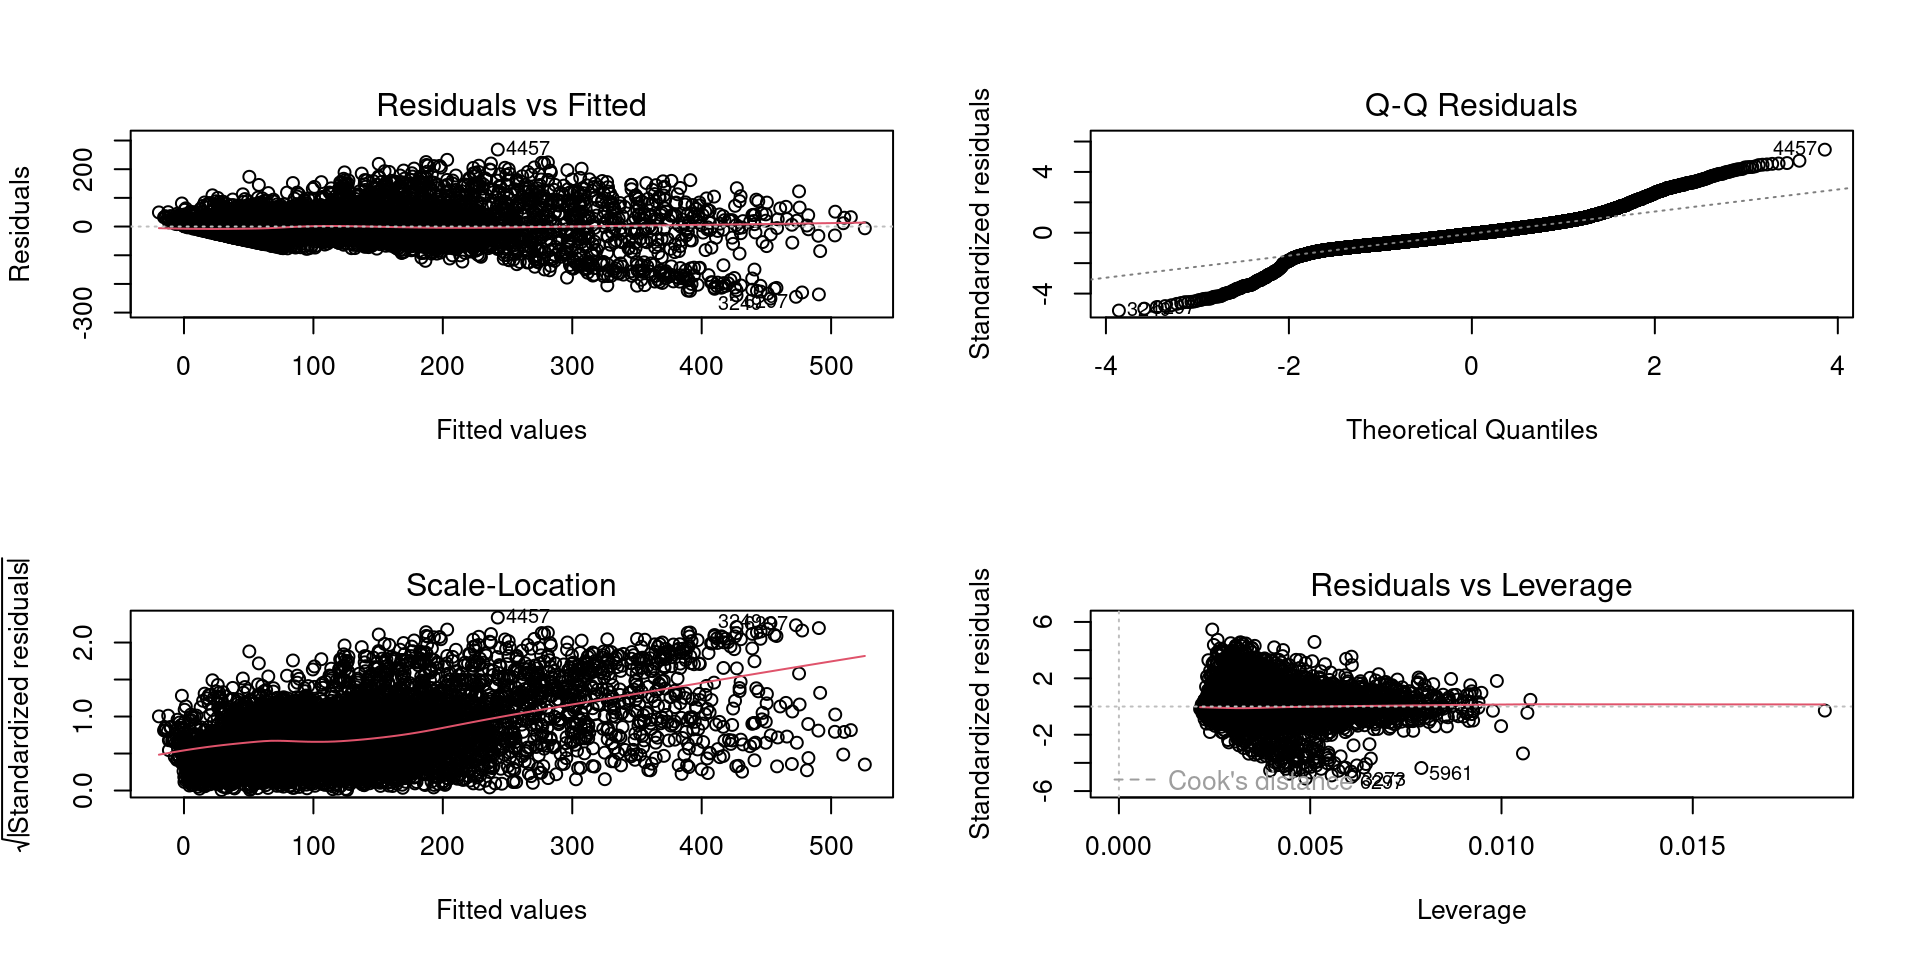 Residuals vs Fitted
Residuals
200
0
-300
4457
0 100 200 300 400 500
Fitted values
Q-Q Residuals
Standardized residuals
4
0
-4
4457
-4 -2 0 2 4
Theoretical Quantiles
Scale-Location
√|Standardized residuals|
2.0
1.0
0.0
4457
0 100 200 300 400 500
Fitted values
Residuals vs Leverage
Standardized residuals
6
2
-2
-6
Cook's distance
5961
0.000 0.005 0.010 0.015
Leverage